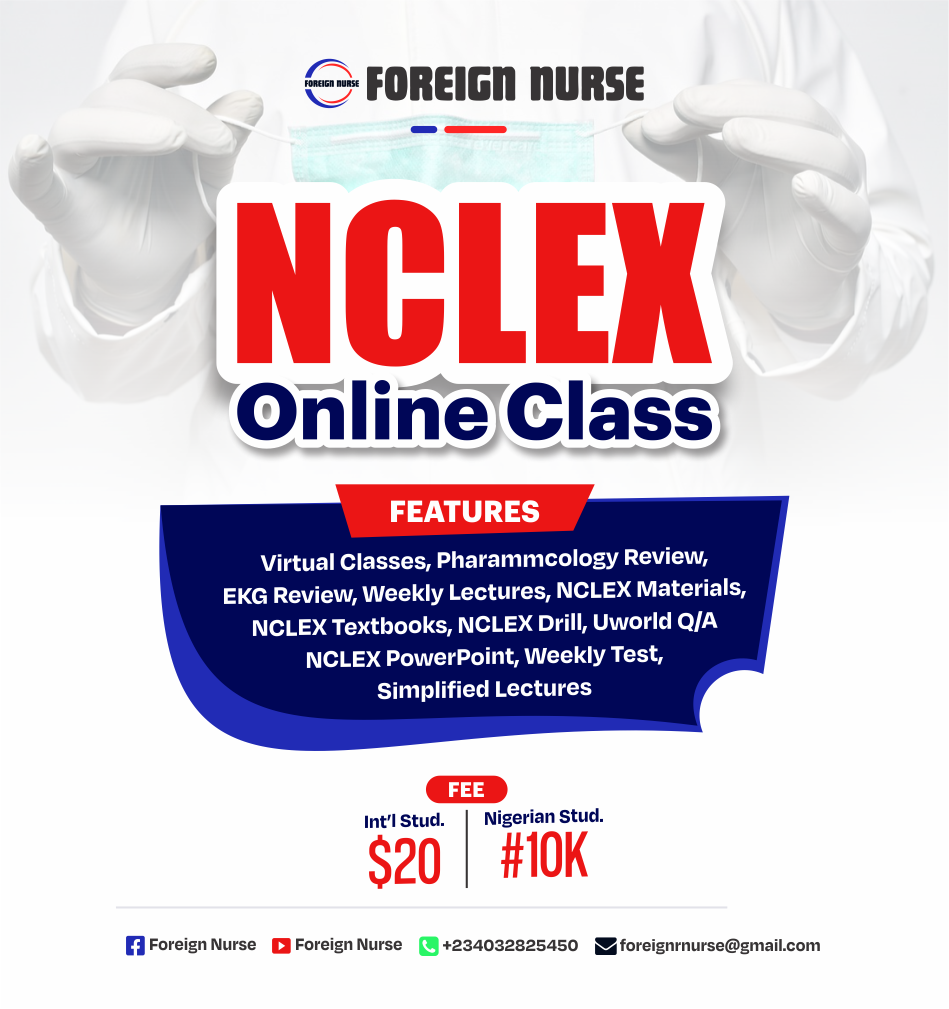 FOREIGN NURSE
FOREIGN NURSE
NCLEX
Online Class
FEATURES
Virtual Classes, Pharammcology Review,
EKG Review, Weekly Lectures, NCLEX Materials,
NCLEX Textbooks, NCLEX Drill, Uworld Q/A
NCLEX PowerPoint, Weekly Test,
Simplified Lectures
FEE
Int'l Stud.
$20
Nigerian Stud.
#10K
Foreign Nurse
Foreign Nurse
+234032825450
foreignrnurse@gmail.com